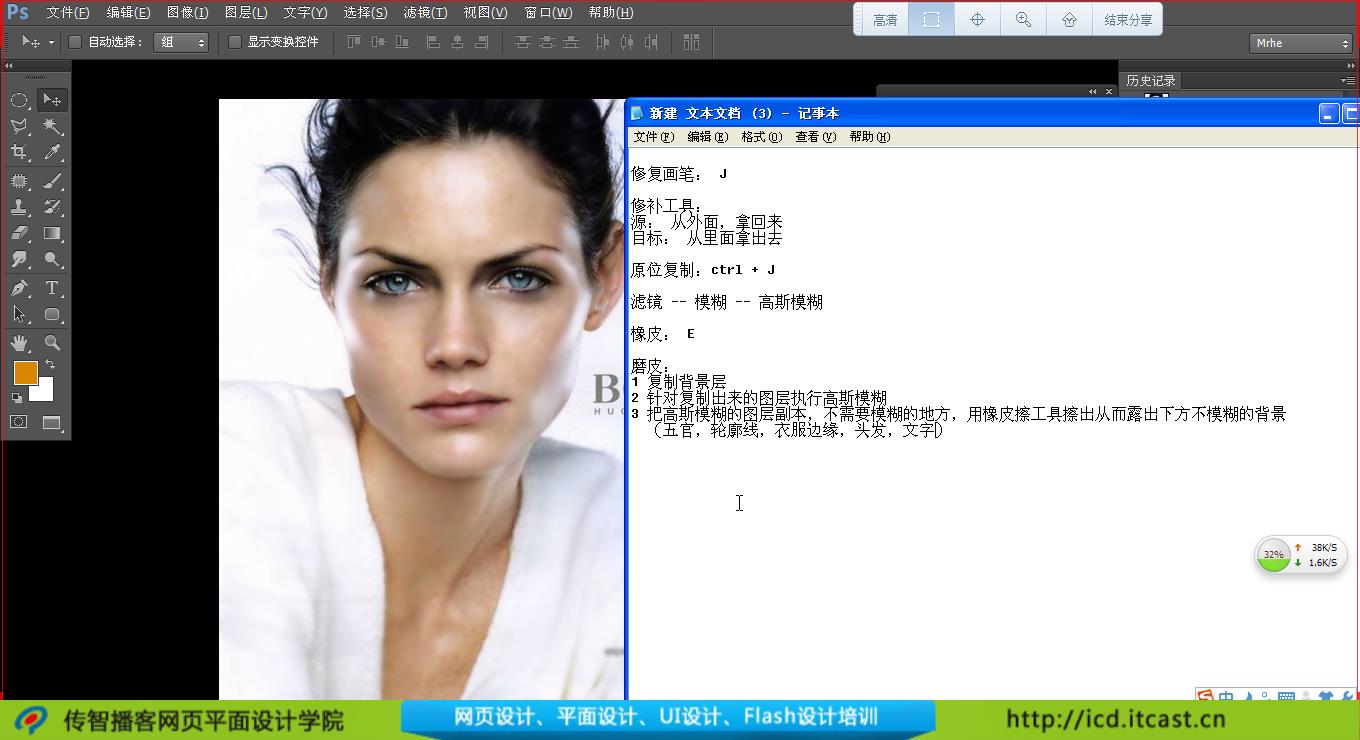 Ps 文件(F) 编辑(E) 图像(I) 图层(L) 文字(Y) 选择(S) 滤镜(T) 视图(V) 窗口(W) 帮助(H)
高清 结束分享
自动选择： 组 显示变换控件
Mrhe
历史记录
新建 文本文档 (3) - 记事本
文件(F) 编辑(E) 格式(O) 查看(V) 帮助(H)
修复画笔： J
修补工具：
源： 从外面，拿回来
目标： 从里面拿出去
原位复制：ctrl + J
滤镜 -- 模糊 -- 高斯模糊
橡皮： E
磨皮：
1 复制背景层
2 针对复制出来的图层执行高斯模糊
3 把高斯模糊的图层副本，不需要模糊的地方，用橡皮擦工具擦出从而露出下方不模糊的背景
（五官，轮廓线，衣服边缘，头发，文字）
B
HUG
32%
38K/S
1.6K/S
中
传智播客网页平面设计学院
网页设计、平面设计、UI设计、Flash设计培训
http://icd.itcast.cn